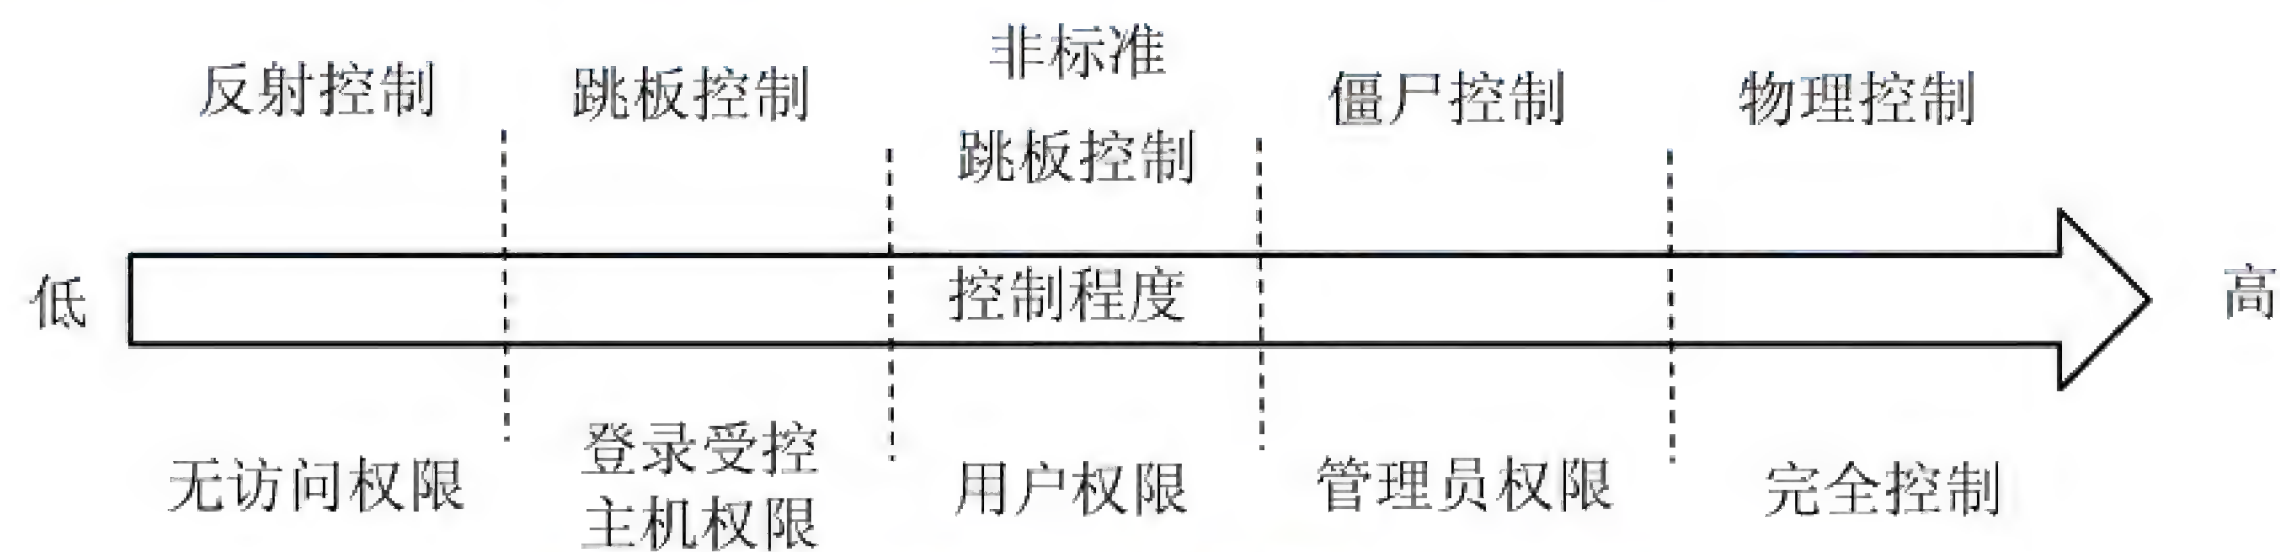 反射控制
跳板控制
非标准
跳板控制
僵尸控制
物理控制
低
控制程度
高
无访问权限
登录受控
主机权限
用户权限
管理员权限
完全控制